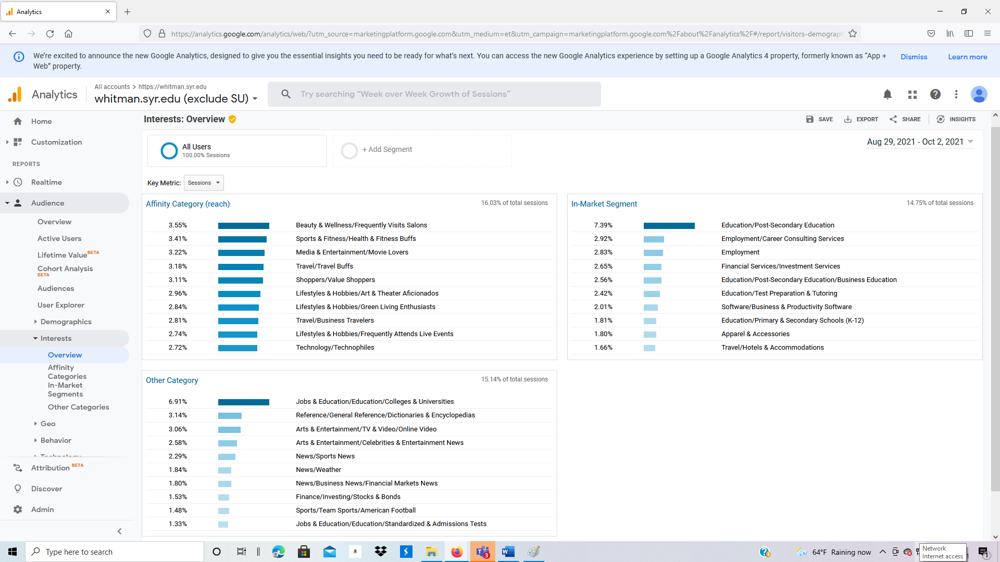 Analytics
https://analytics.google.com/analytics/web/?utm_source=marketingplatform.google.com&utm_medium=et&utm_campaign=marketingplatform.google.com%2Fabout%2Fanalytics%2F#/report/visitors-demograph
We're excited to announce the new Google Analytics, designed to give you the essential insights you need to be ready for what's next. You can access the new Google Analytics experience by setting up a Google Analytics 4 property, formerly known as "App +
Web" property.
Dismiss
Learn more
Analytics
All accounts > https://whitman.syr.edu
whitman.syr.edu (exclude SU)
Try searching "Week over Week Growth of Sessions"
Home
Customization
REPORTS
Realtime
Audience
Overview
Active Users
Lifetime Value BETA
Cohort Analysis
BETA
Audiences
User Explorer
Demographics
Interests
Overview
Affinity
Categories
In-Market
Segments
Other Categories
Geo
Behavior
Technology
Attribution BETA
Discover
Admin
Interests: Overview
SAVE
EXPORT
SHARE
INSIGHTS
All Users
100.00% Sessions
+ Add Segment
Aug 29, 2021 - Oct 2, 2021
Key Metric: Sessions
Affinity Category (reach) 16.03% of total sessions
3.55% Beauty & Wellness/Frequently Visits Salons
3.41% Sports & Fitness/Health & Fitness Buffs
3.22% Media & Entertainment/Movie Lovers
3.18% Travel/Travel Buffs
3.11% Shoppers/Value Shoppers
2.96% Lifestyles & Hobbies/Art & Theater Aficionados
2.84% Lifestyles & Hobbies/Green Living Enthusiasts
2.81% Travel/Business Travelers
2.74% Lifestyles & Hobbies/Frequently Attends Live Events
2.72% Technology/Technophiles
In-Market Segment 14.75% of total sessions
7.39% Education/Post-Secondary Education
2.92% Employment/Career Consulting Services
2.83% Employment
2.65% Financial Services/Investment Services
2.56% Education/Post-Secondary Education/Business Education
2.42% Education/Test Preparation & Tutoring
2.01% Software/Business & Productivity Software
1.81% Education/Primary & Secondary Schools (K-12)
1.80% Apparel & Accessories
1.66% Travel/Hotels & Accommodations
Other Category 15.14% of total sessions
6.91% Jobs & Education/Education/Colleges & Universities
3.14% Reference/General Reference/Dictionaries & Encyclopedias
3.06% Arts & Entertainment/TV & Video/Online Video
2.58% Arts & Entertainment/Celebrities & Entertainment News
2.29% News/Sports News
1.84% News/Weather
1.80% News/Business News/Financial Markets News
1.53% Finance/Investing/Stocks & Bonds
1.48% Sports/Team Sports/American Football
1.33% Jobs & Education/Education/Standardized & Admissions Tests
Type here to search
a
3
64°F Raining now
Network
Internet access
1